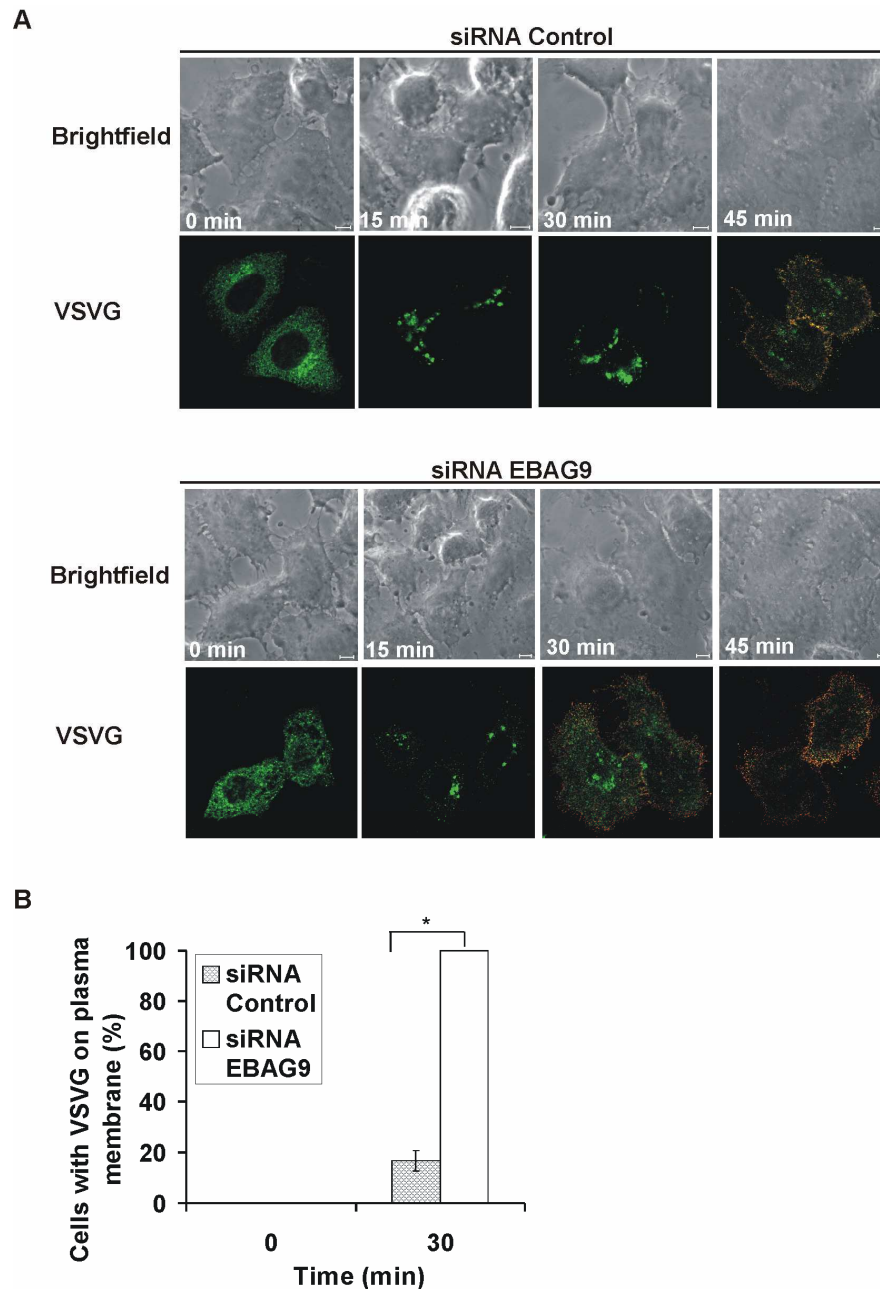 A
siRNA Control
Brightfield
0 min
15 min
30 min
45 min
VSVG
siRNA EBAG9
Brightfield
0 min
15 min
30 min
45 min
VSVG
B
*
Cells with VSVG on plasma
membrane (%)
100
80
60
40
20
0
siRNA
Control
siRNA
EBAG9
0
30
Time (min)